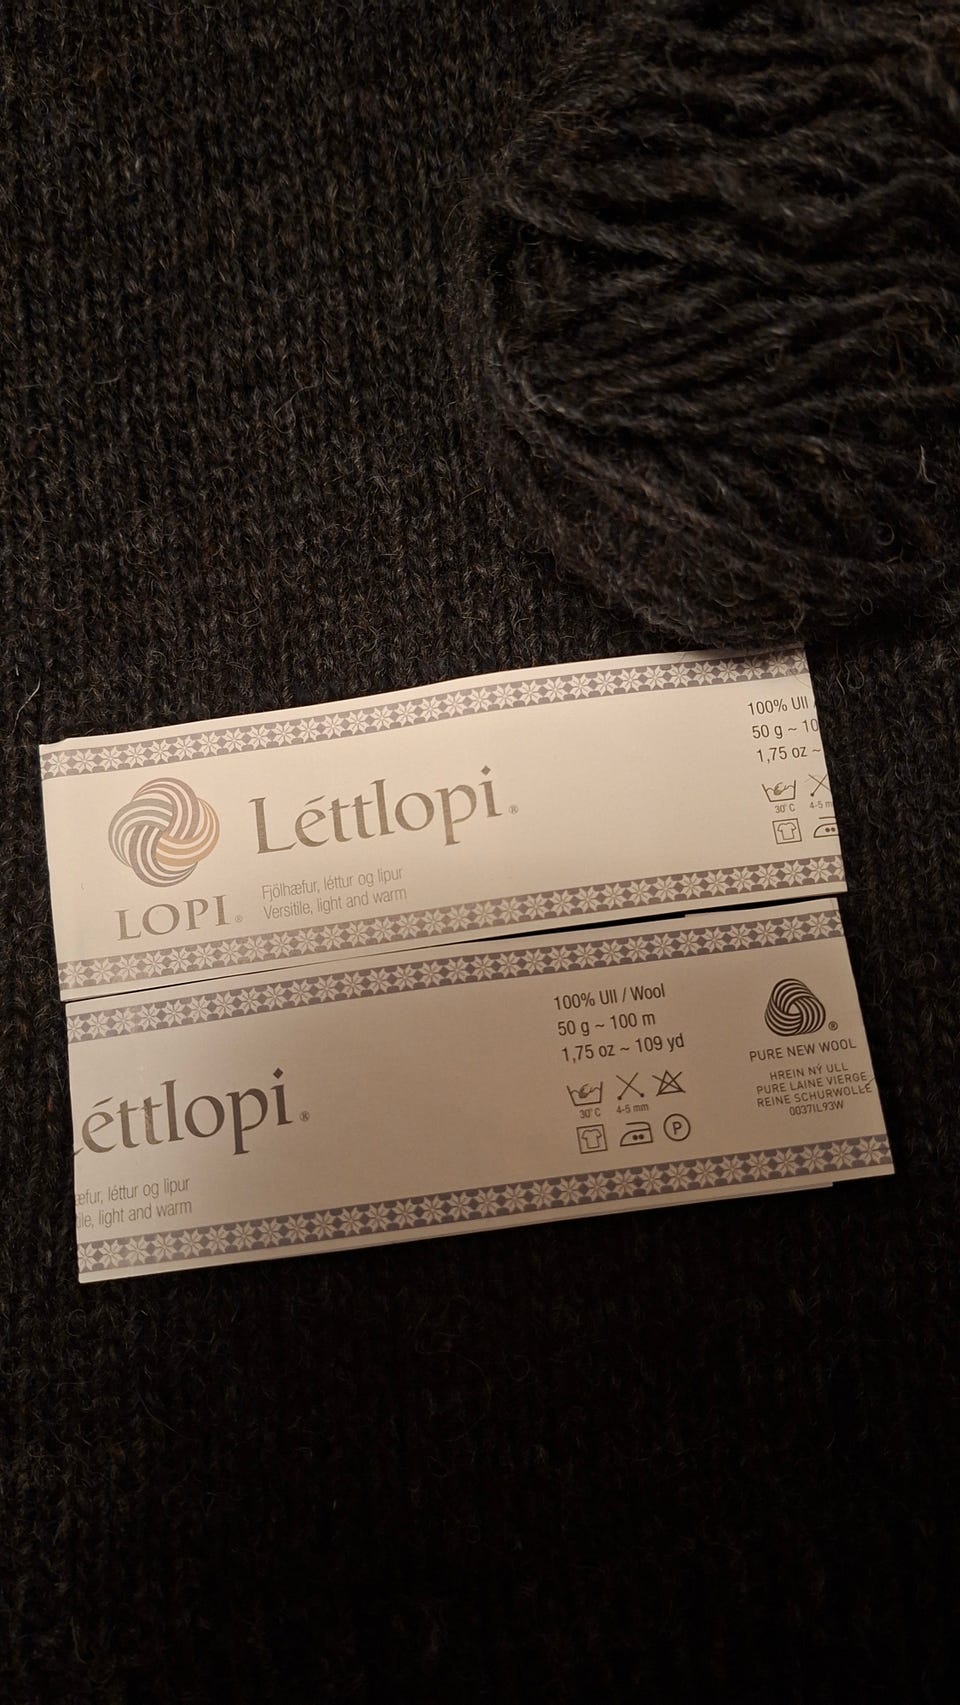 100% Ull /
50 g ~ 10
1,75 oz ~
30°C 4-5 m
Léttlopi®
LOPI®
Fjölhæfur, léttur og lipur
Versitile, light and warm
100% Ull / Wool
50 g ~ 100 m
1,75 oz ~ 109 yd
30°C 4-5 mm
P
®
PURE NEW WOOL
HREIN NÝ ULL
PURE LAINE VIERGE
REINE SCHURWOLLE
0037IL93W
éttlopi®
æfur, léttur og lipur
tile, light and warm